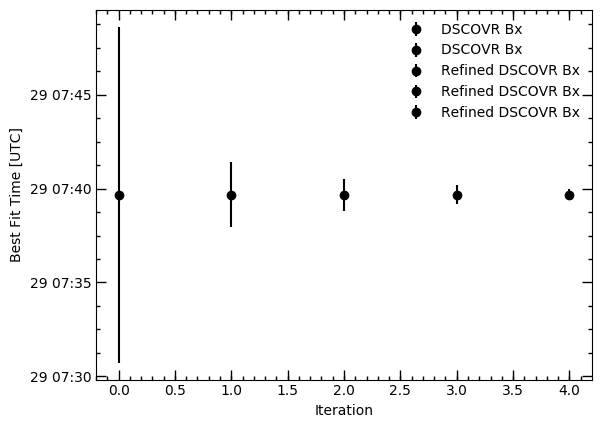 DSCOVR Bx
DSCOVR Bx
Refined DSCOVR Bx
Refined DSCOVR Bx
Refined DSCOVR Bx
Best Fit Time [UTC]
29 07:45
29 07:40
29 07:35
29 07:30
0.0 0.5 1.0 1.5 2.0 2.5 3.0 3.5 4.0
Iteration